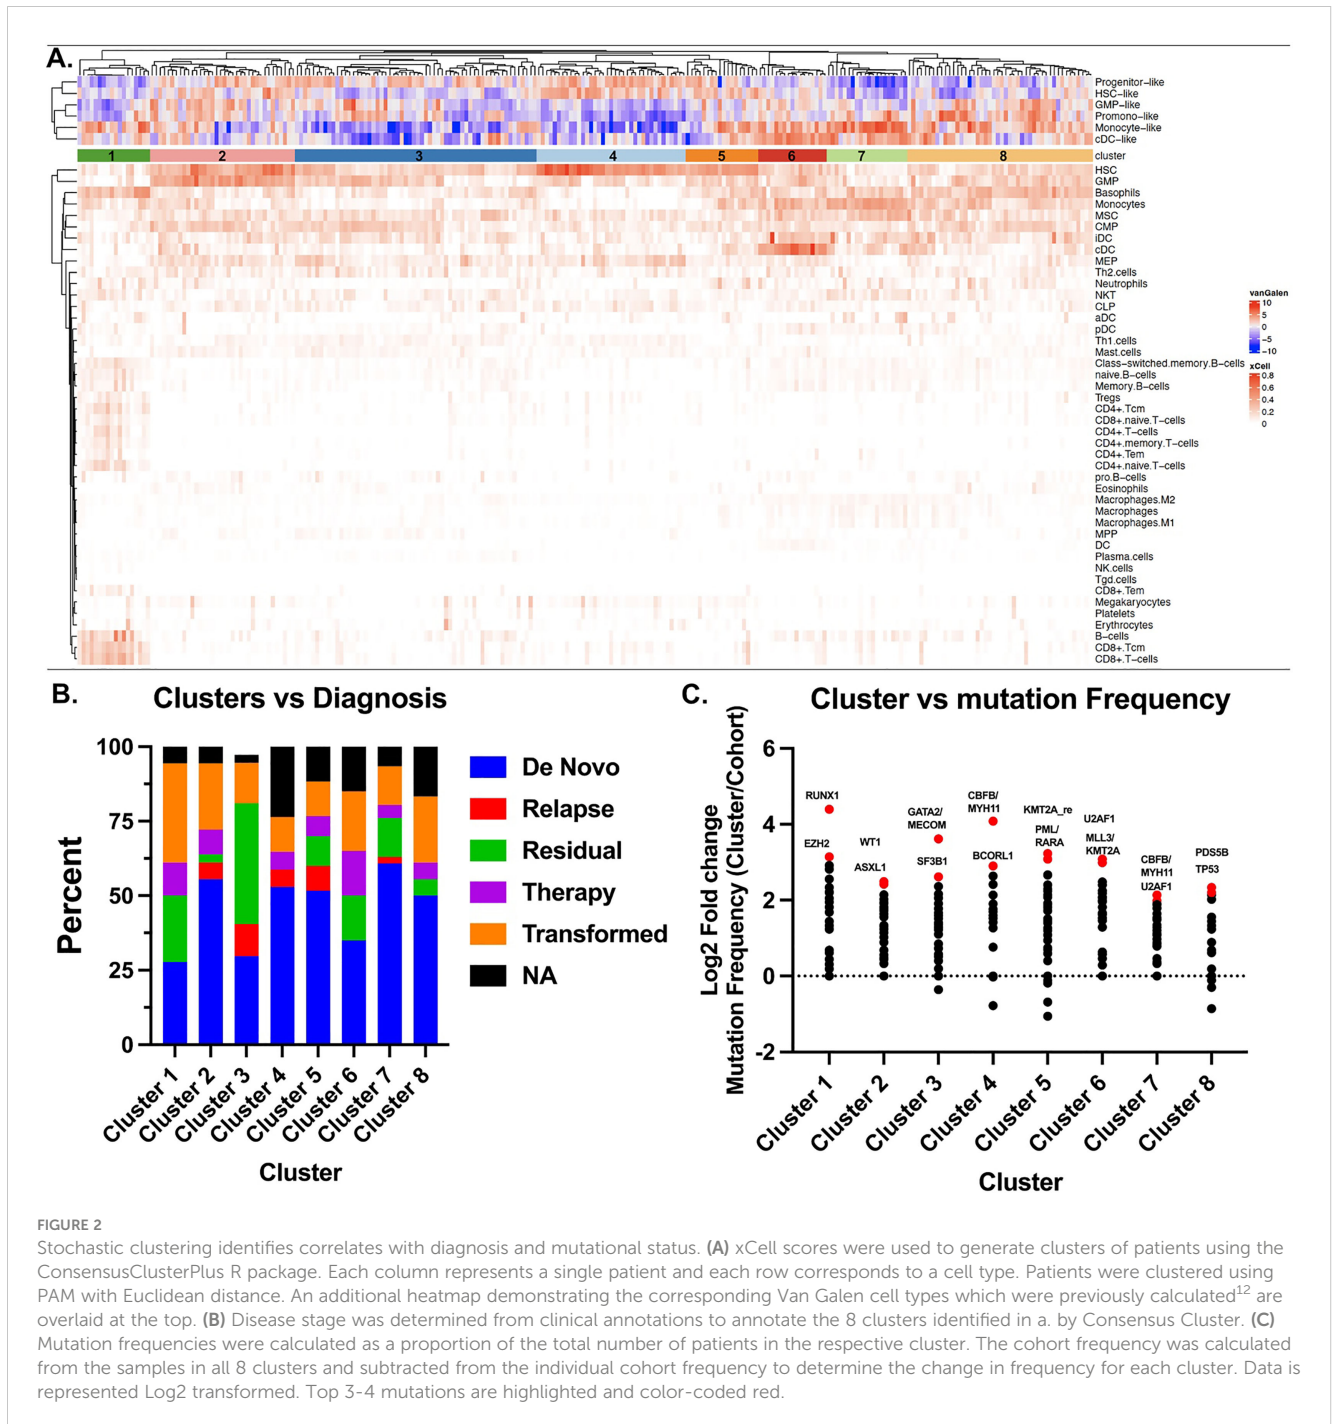 A.
Progenitor-like
HSC-like
GMP-like
Promono-like
Monocyte-like
cDC-like
1 2 3 4 5 6 7 8 cluster
HSC
GMP
Basophils
Monocytes
MSC
CMP
iDC
cDC
MEP
Th2.cells
Neutrophils
NKT
CLP
aDC
pDC
Th1.cells
Mast.cells
Class-switched.memory.B-cells
naive.B-cells
Memory.B-cells
Tregs
CD4+.Tcm
CD8+.naive.T-cells
CD4+.T-cells
CD4+.memory.T-cells
CD4+.Tem
CD4+.naive.T-cells
pro.B-cells
Eosinophils
Macrophages.M2
Macrophages
Macrophages.M1
MPP
DC
Plasma.cells
NK.cells
Tgd.cells
CD8+.Tem
Megakaryocytes
Platelets
Erythrocytes
B-cells
CD8+.Tcm
CD8+.T-cells
vanGalen
10
5
0
-5
-10
xCell
0.8
0.6
0.4
0.2
0
B.
Clusters vs Diagnosis
Percent
100
75
50
25
0
Cluster 1
Cluster 2
Cluster 3
Cluster 4
Cluster 5
Cluster 6
Cluster 7
Cluster 8
Cluster
De Novo
Relapse
Residual
Therapy
Transformed
NA
C.
Cluster vs mutation Frequency
Log2 Fold change
Mutation Frequency (Cluster/Cohort)
6
4
2
0
-2
RUNX1
EZH2
WT1
ASXL1
GATA2/
MECOM
SF3B1
CBFB/
MYH11
BCORL1
KMT2A_re
PML/
RARA
U2AF1
MLL3/
KMT2A
CBFB/
MYH11
U2AF1
PDS5B
TP53
Cluster 1
Cluster 2
Cluster 3
Cluster 4
Cluster 5
Cluster 6
Cluster 7
Cluster 8
Cluster
FIGURE 2
Stochastic clustering identifies correlates with diagnosis and mutational status. (A) xCell scores were used to generate clusters of patients using the
ConsensusClusterPlus R package. Each column represents a single patient and each row corresponds to a cell type. Patients were clustered using
PAM with Euclidean distance. An additional heatmap demonstrating the corresponding Van Galen cell types which were previously calculated12 are
overlaid at the top. (B) Disease stage was determined from clinical annotations to annotate the 8 clusters identified in a. by Consensus Cluster. (C)
Mutation frequencies were calculated as a proportion of the total number of patients in the respective cluster. The cohort frequency was calculated
from the samples in all 8 clusters and subtracted from the individual cohort frequency to determine the change in frequency for each cluster. Data is
represented Log2 transformed. Top 3-4 mutations are highlighted and color-coded red.